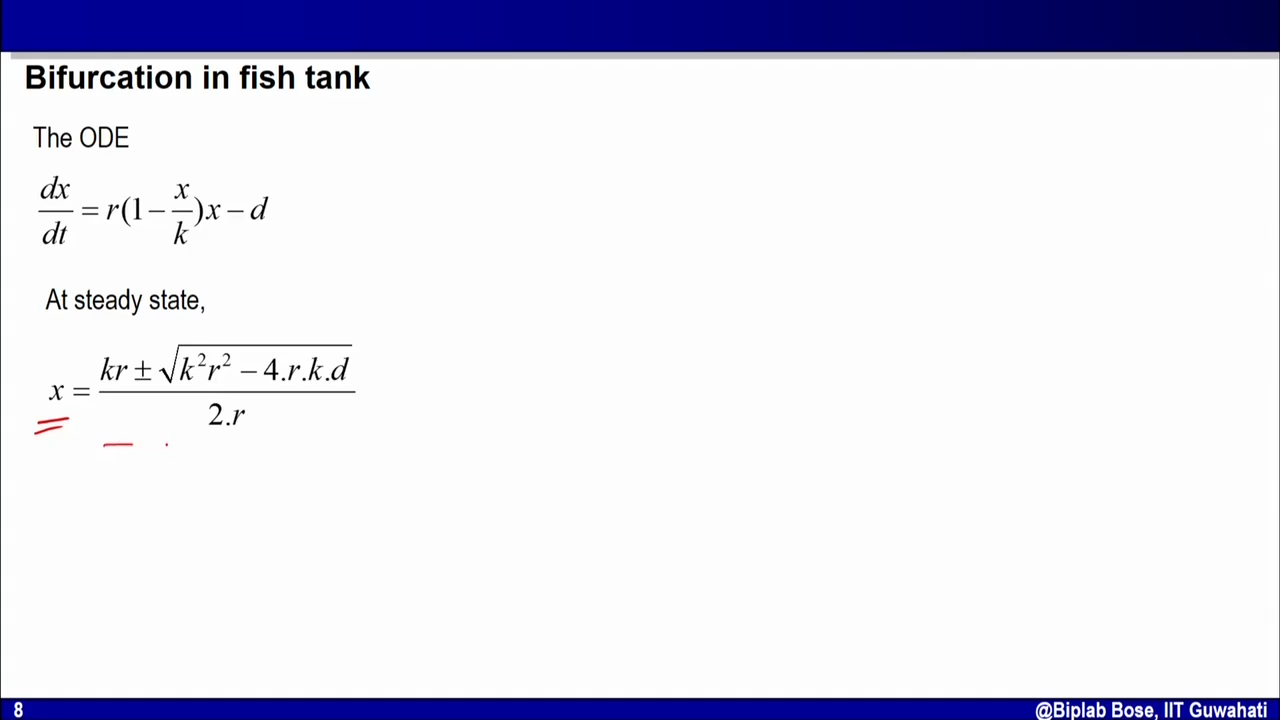 Bifurcation in fish tank
The ODE
dx/dt = r(1 − x/k)x − d
At steady state,
x = (kr ± √(k²r² − 4.r.k.d)) / 2.r
8
@Biplab Bose, IIT Guwahati